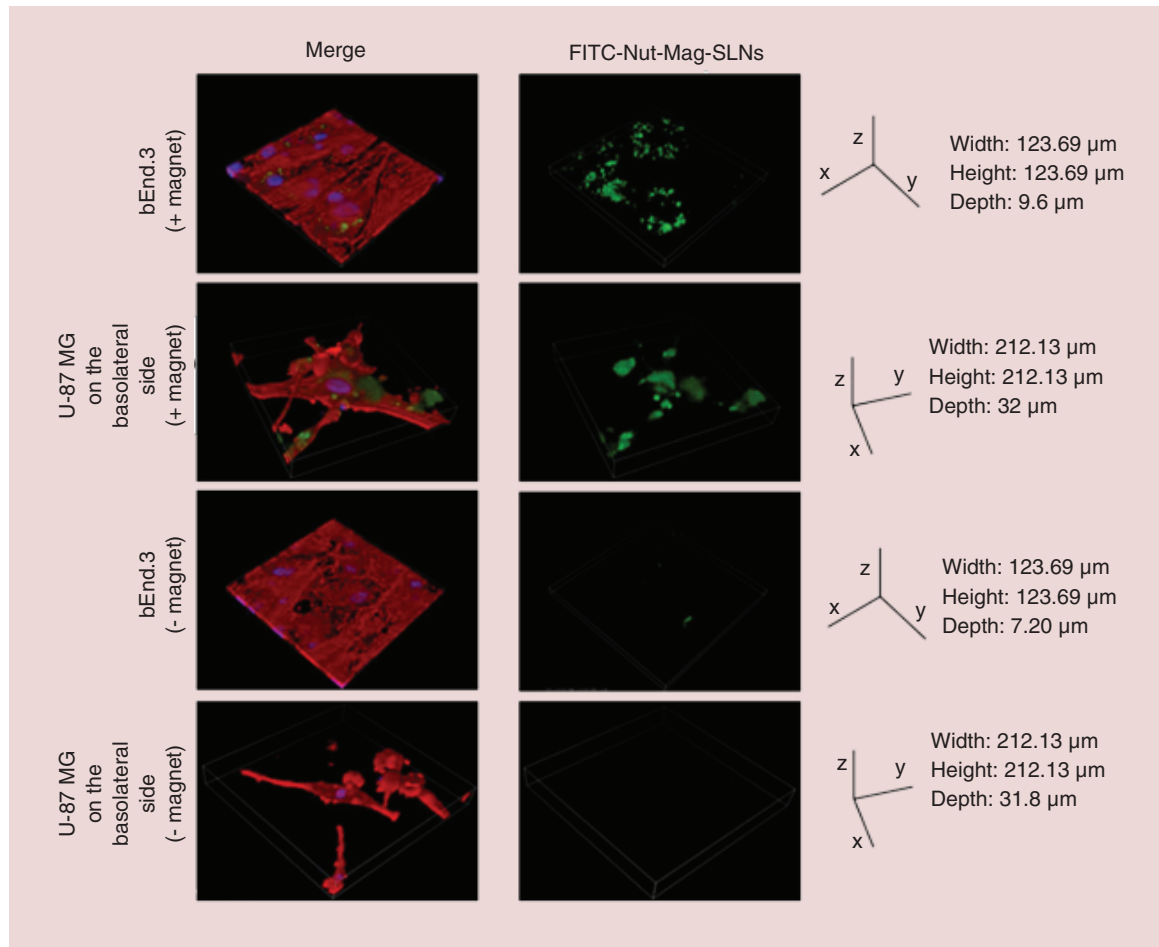 Merge
FITC-Nut-Mag-SLNs
bEnd.3
(+ magnet)
z
x
y
Width: 123.69 µm
Height: 123.69 µm
Depth: 9.6 µm
U-87 MG
on the
basolateral
side
(+ magnet)
z
y
x
Width: 212.13 µm
Height: 212.13 µm
Depth: 32 µm
bEnd.3
(- magnet)
z
x
y
Width: 123.69 µm
Height: 123.69 µm
Depth: 7.20 µm
U-87 MG
on the
basolateral
side
(- magnet)
z
y
x
Width: 212.13 µm
Height: 212.13 µm
Depth: 31.8 µm